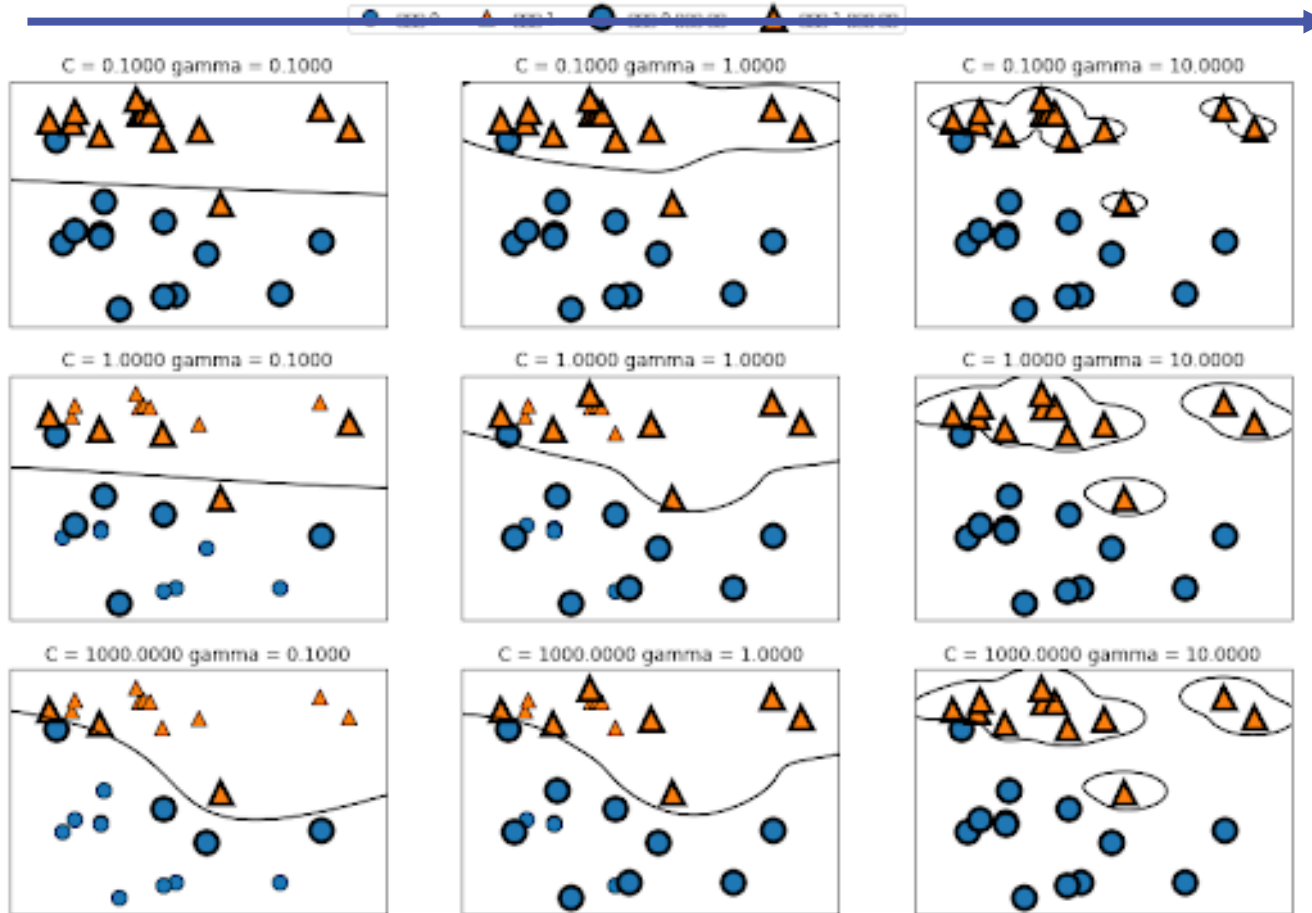 C = 0.1000 gamma = 0.1000
C = 0.1000 gamma = 1.0000
C = 0.1000 gamma = 10.0000
C = 1.0000 gamma = 0.1000
C = 1.0000 gamma = 1.0000
C = 1.0000 gamma = 10.0000
C = 1000.0000 gamma = 0.1000
C = 1000.0000 gamma = 1.0000
C = 1000.0000 gamma = 10.0000